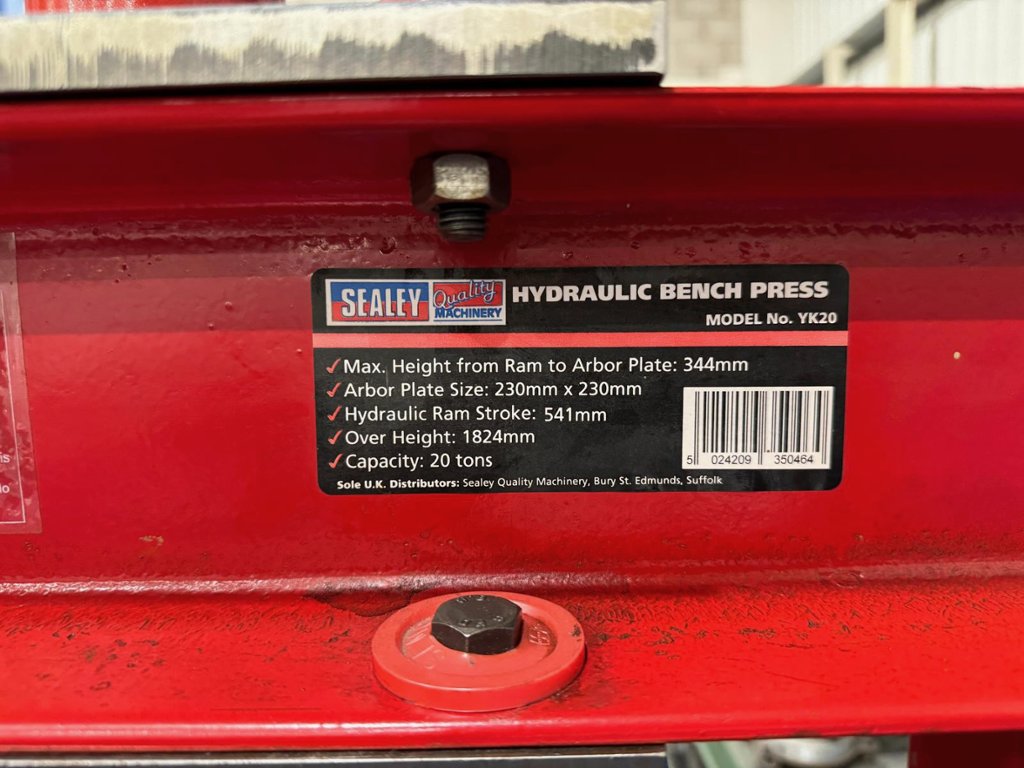 SEALEY Quality MACHINERY HYDRAULIC BENCH PRESS
MODEL No. YK20
✓Max. Height from Ram to Arbor Plate: 344mm
✓Arbor Plate Size: 230mm x 230mm
✓Hydraulic Ram Stroke: 541mm
✓Over Height: 1824mm
✓Capacity: 20 tons
5 024209 350464
Sole U.K. Distributors: Sealey Quality Machinery, Bury St. Edmunds, Suffolk